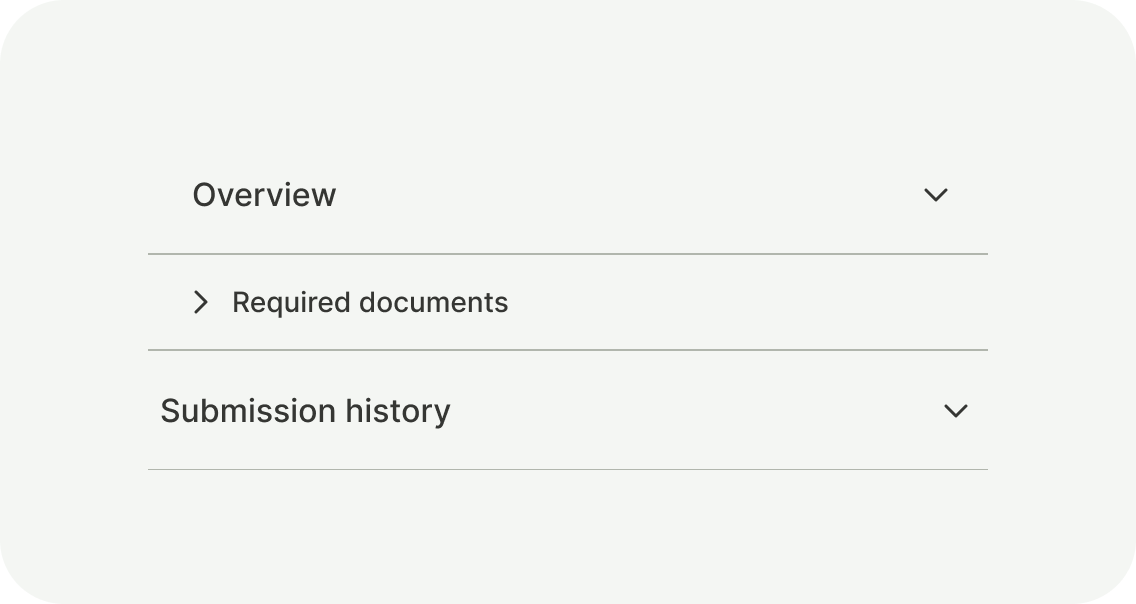 Overview
Required documents
Submission history